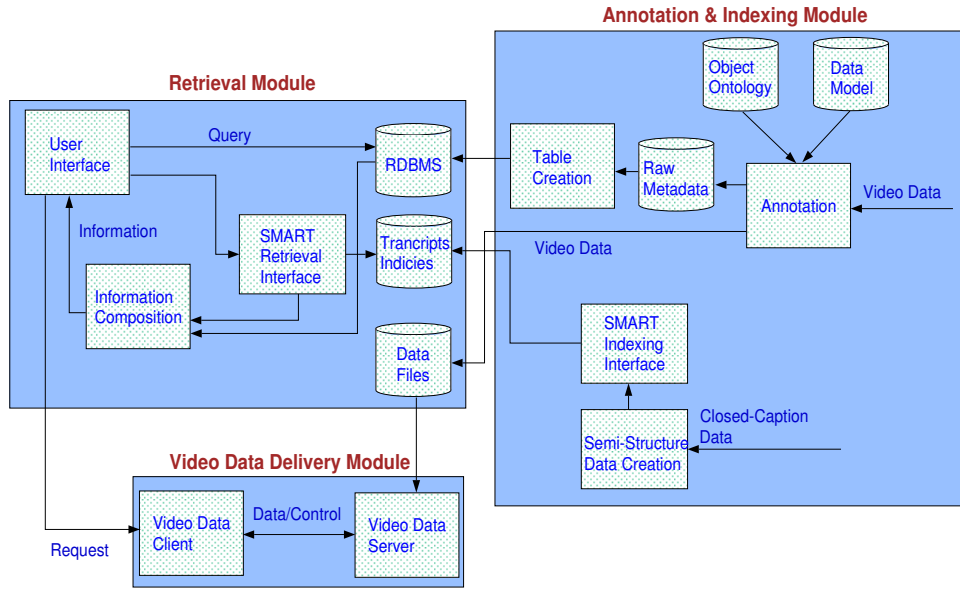 Annotation & Indexing Module
Object
Ontology
Data
Model
Retrieval Module
User
Interface
Query
RDBMS
Table
Creation
Raw
Metadata
Annotation
Video Data
Information
SMART
Retrieval
Interface
Trancripts
Indicies
Video Data
Information
Composition
SMART
Indexing
Interface
Data
Files
Closed-Caption
Data
Semi-Structure
Data Creation
Video Data Delivery Module
Video Data
Client
Data/Control
Video Data
Server
Request